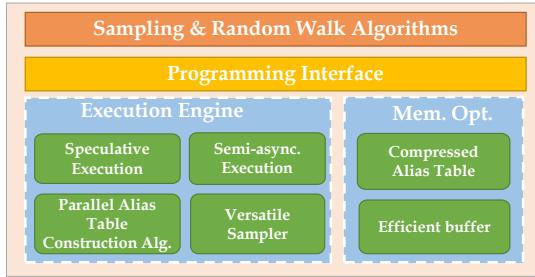 Sampling & Random Walk Algorithms
Programming Interface
Execution Engine
Speculative
Execution
Semi-async.
Execution
Parallel Alias
Table
Construction Alg.
Versatile
Sampler
Mem. Opt.
Compressed
Alias Table
Efficient buffer